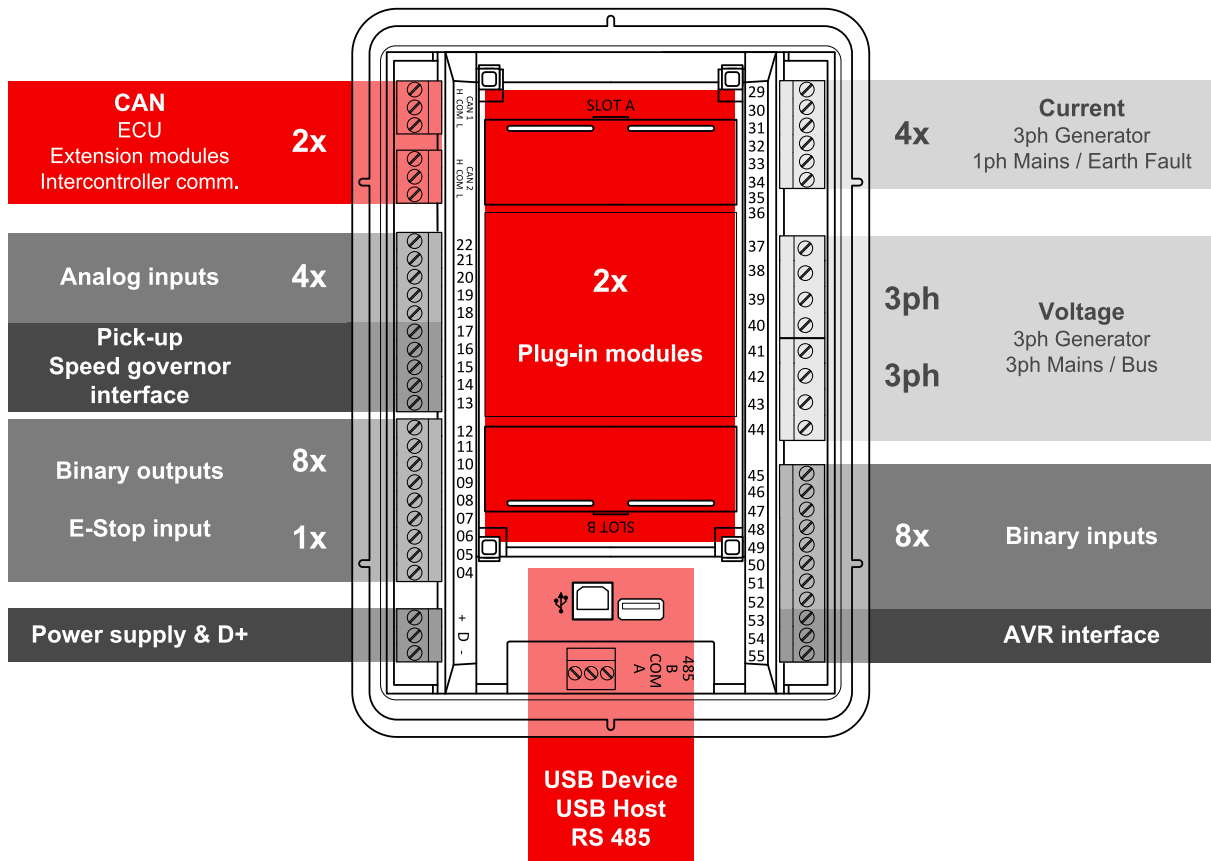 CAN
ECU
Extension modules
Intercontroller comm.
2x
Analog inputs
4x
Pick-up
Speed governor
interface
Binary outputs
8x
E-Stop input
1x
Power supply & D+
CAN 1
H COM L
CAN 2
H COM L
22
21
20
19
18
17
16
15
14
13
12
11
10
09
08
07
06
05
04
+
D
-
SLOT A
2x
Plug-in modules
SLOT B
485
B
COM
A
USB Device
USB Host
RS 485
29
30
31
32
33
34
35
36
37
38
39
40
41
42
43
44
45
46
47
48
49
50
51
52
53
54
55
4x
Current
3ph Generator
1ph Mains / Earth Fault
3ph
3ph
Voltage
3ph Generator
3ph Mains / Bus
8x
Binary inputs
AVR interface